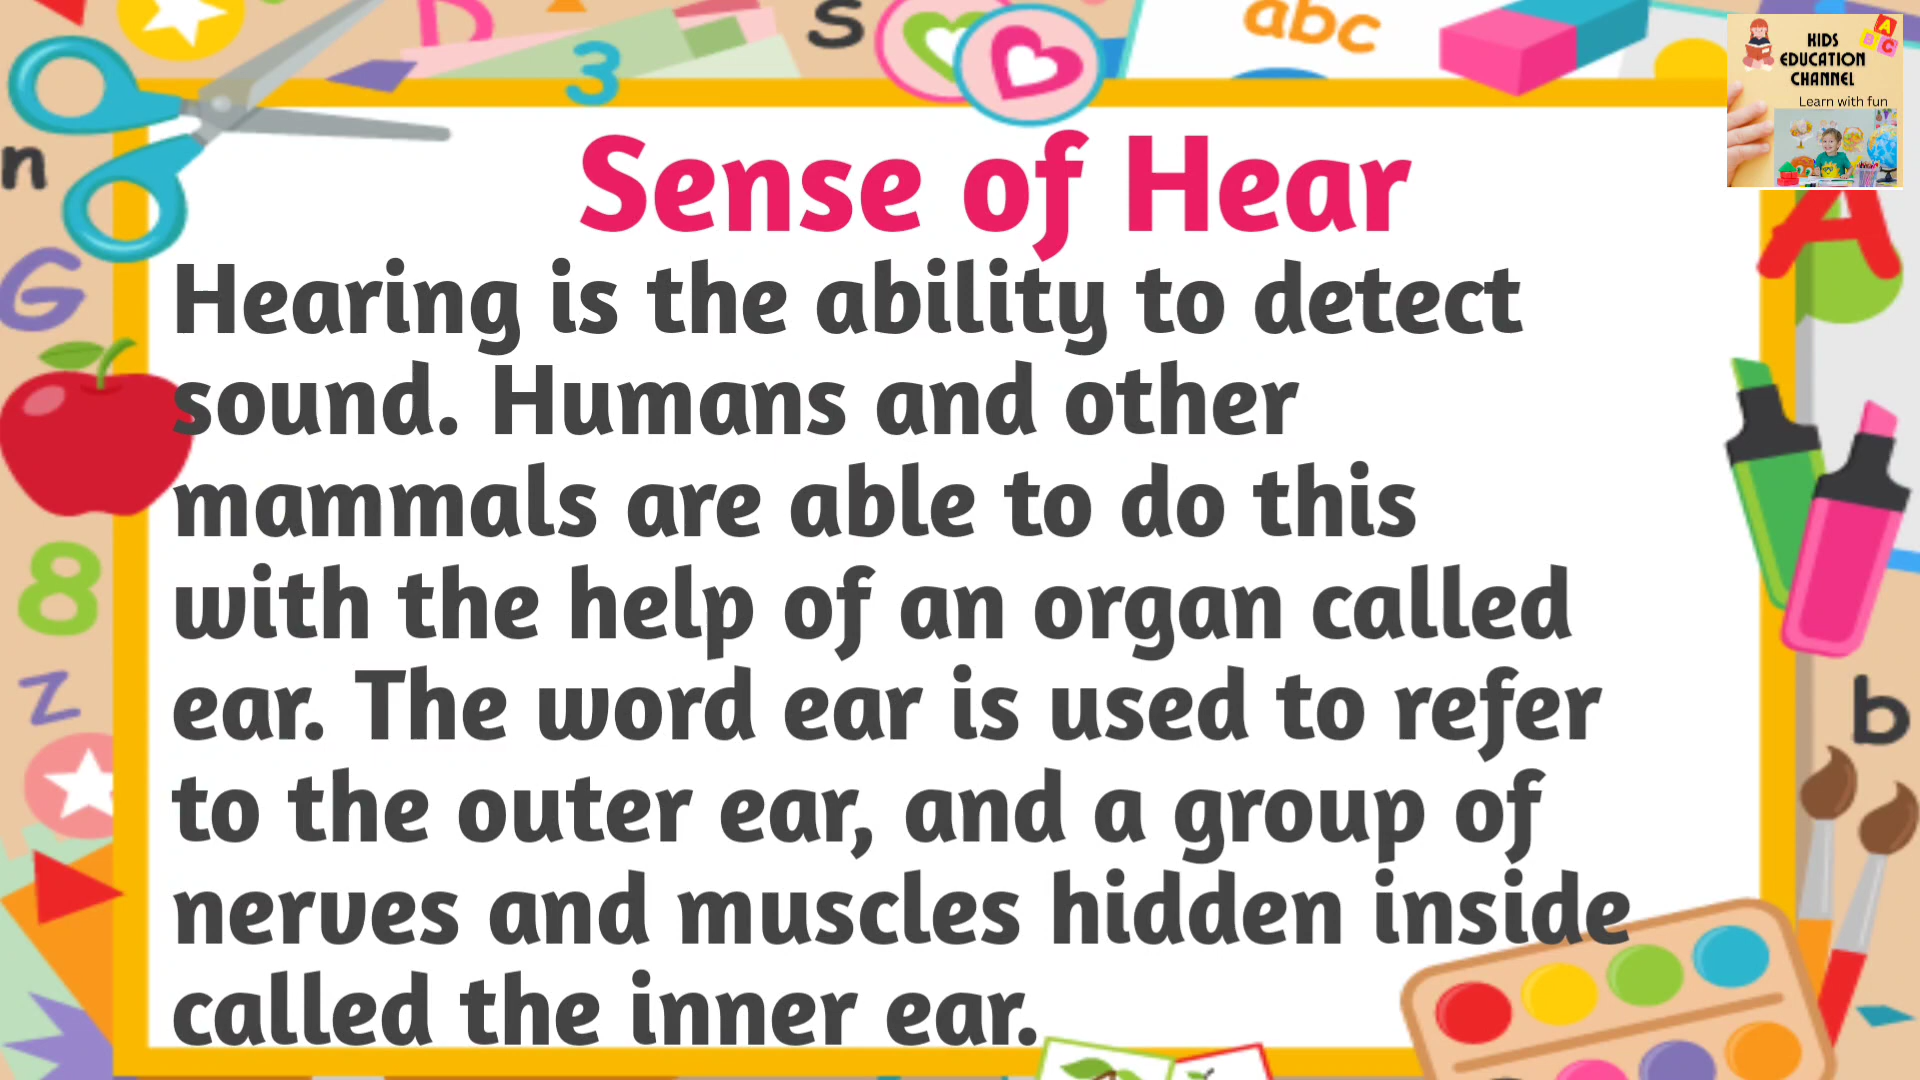 D
S
abc
3
KIDS
EDUCATION
CHANNEL
Learn with fun
A
B
C
n
Sense of Hear
A
G
Hearing is the ability to detect
sound. Humans and other
mammals are able to do this
with the help of an organ called
ear. The word ear is used to refer
to the outer ear, and a group of
nerves and muscles hidden inside
called the inner ear.
8
z
b